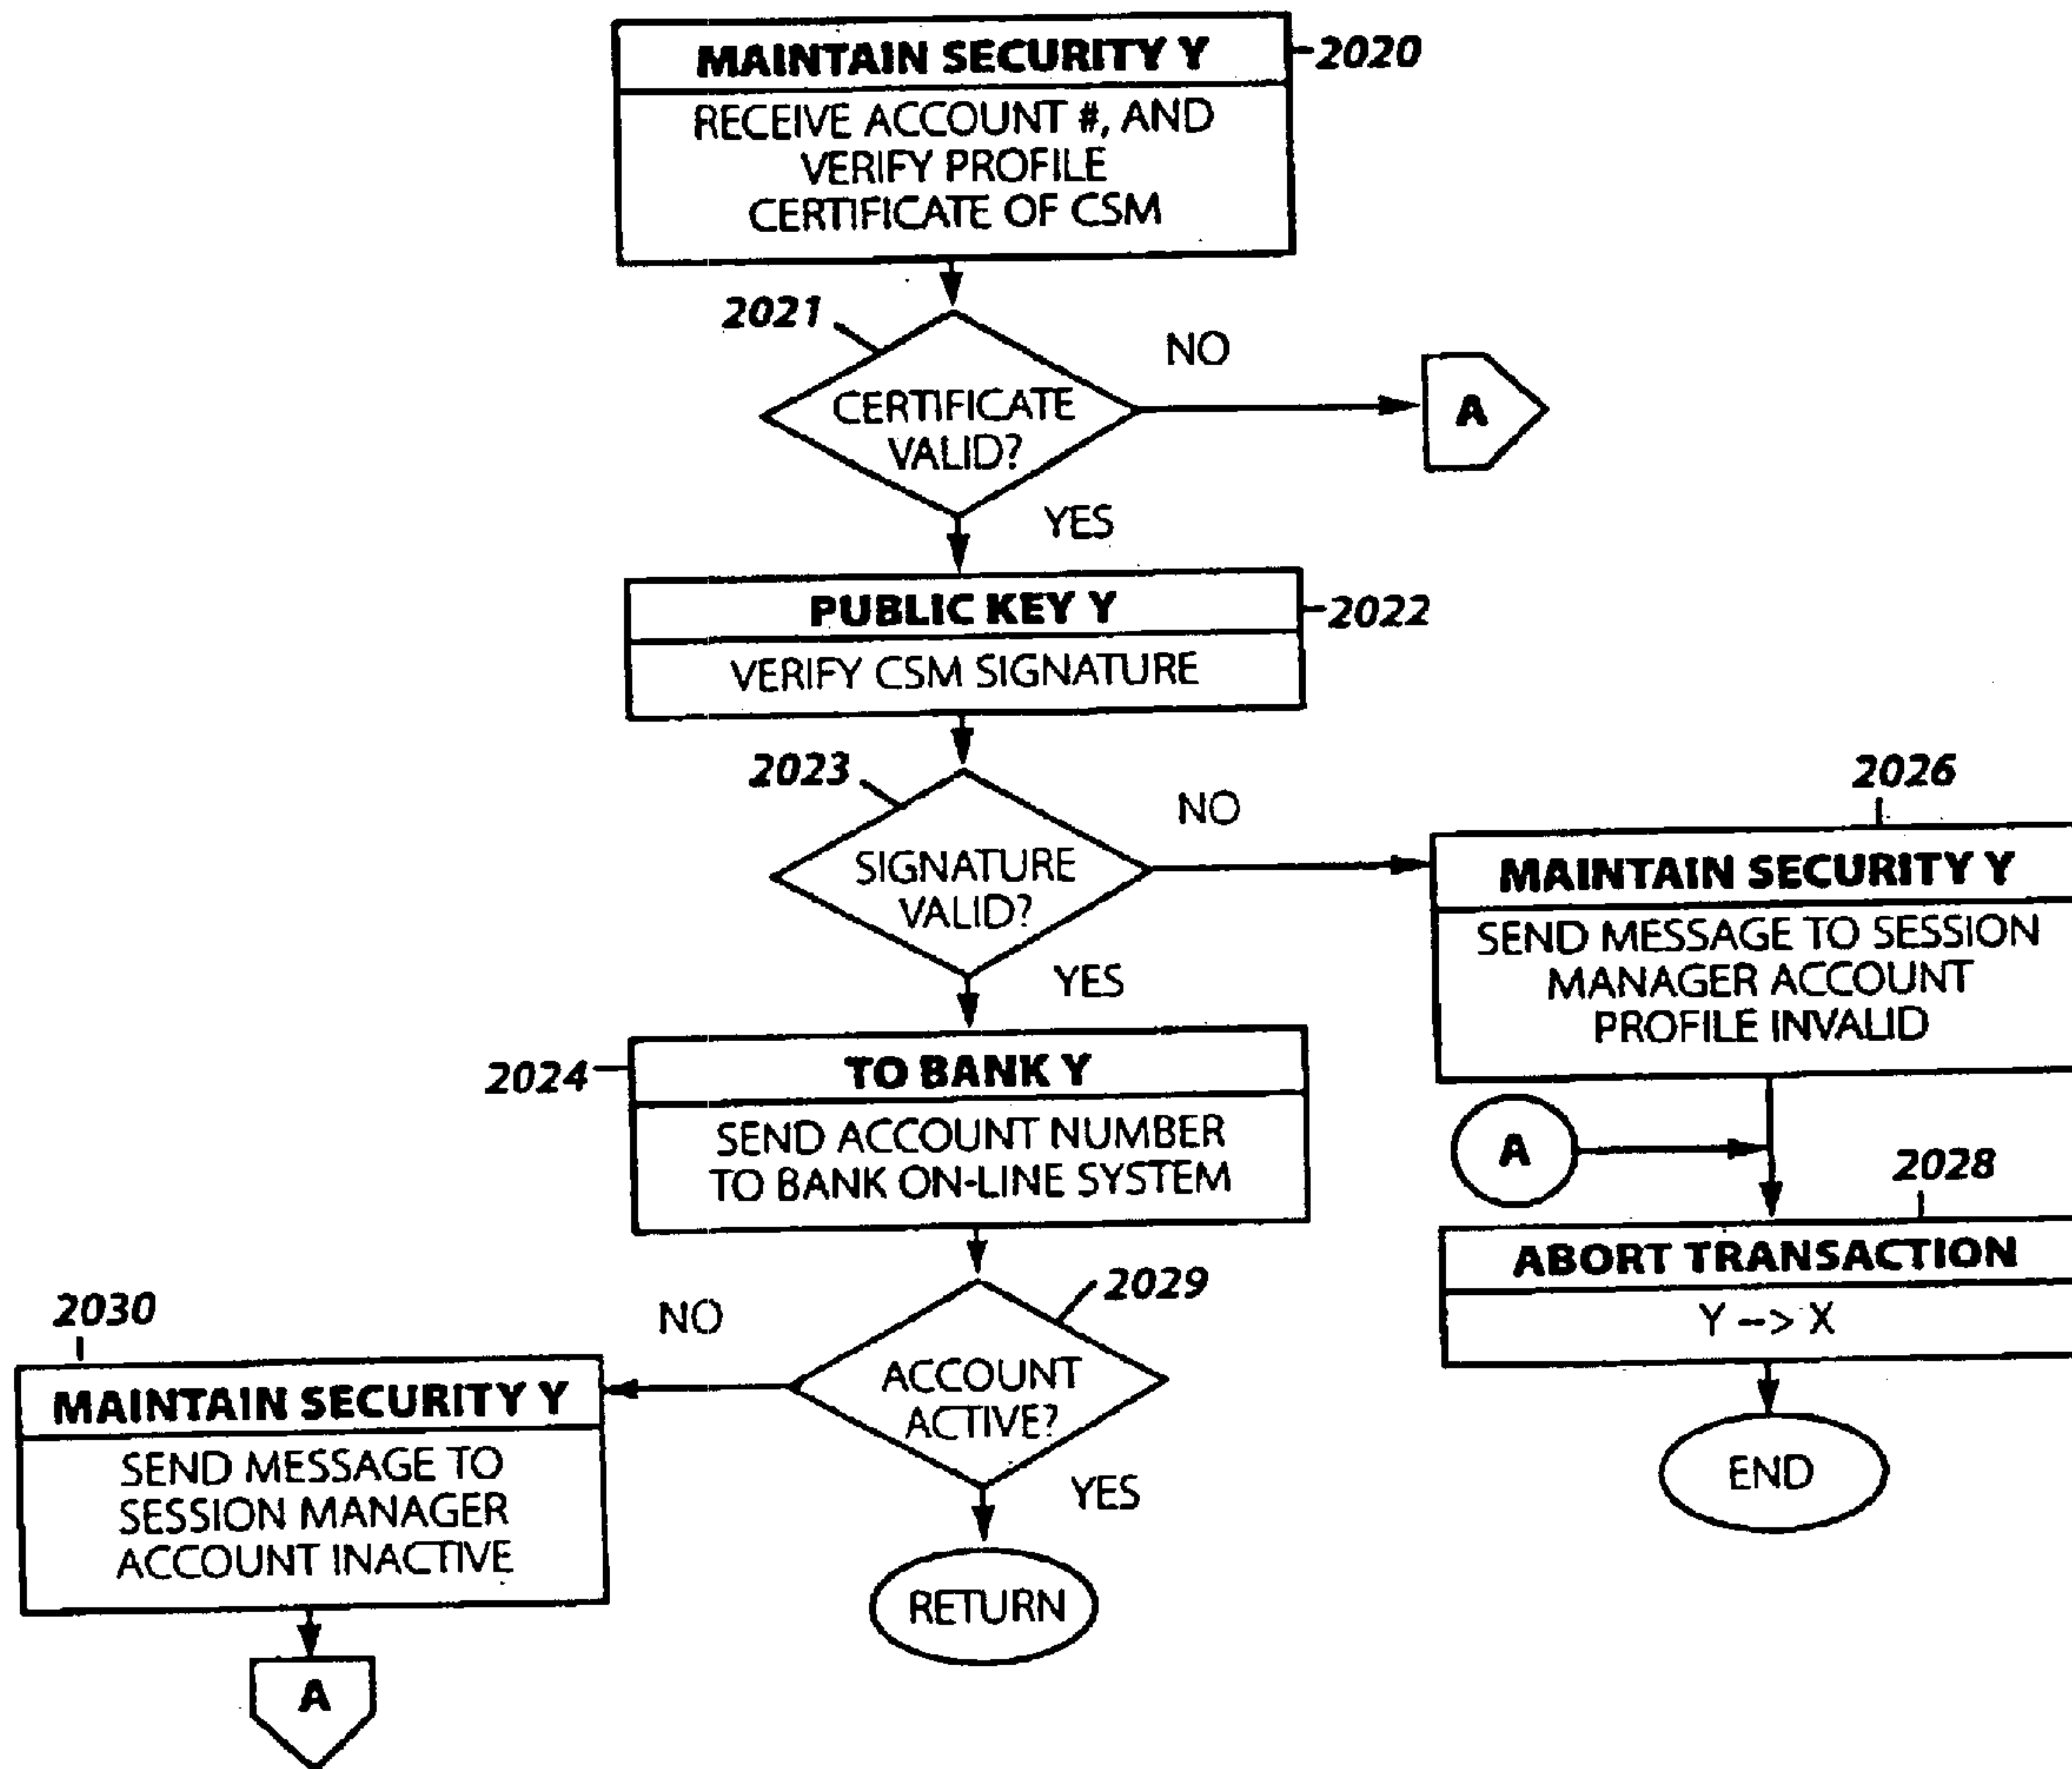 MAINTAIN SECURITY Y
2020
RECEIVE ACCOUNT #, AND
VERIFY PROFILE
CERTIFICATE OF CSM
2021
NO
CERTIFICATE
VALID?
A
YES
PUBLIC KEY Y
2022
VERIFY CSM SIGNATURE
2023
NO
2026
SIGNATURE
VALID?
MAINTAIN SECURITY Y
SEND MESSAGE TO SESSION
MANAGER ACCOUNT
PROFILE INVALID
YES
2024
TO BANK Y
SEND ACCOUNT NUMBER
TO BANK ON-LINE SYSTEM
A
2028
ABORT TRANSACTION
Y --> X
END
2029
NO
2030
ACCOUNT
ACTIVE?
MAINTAIN SECURITY Y
SEND MESSAGE TO
SESSION MANAGER
ACCOUNT INACTIVE
YES
RETURN
A